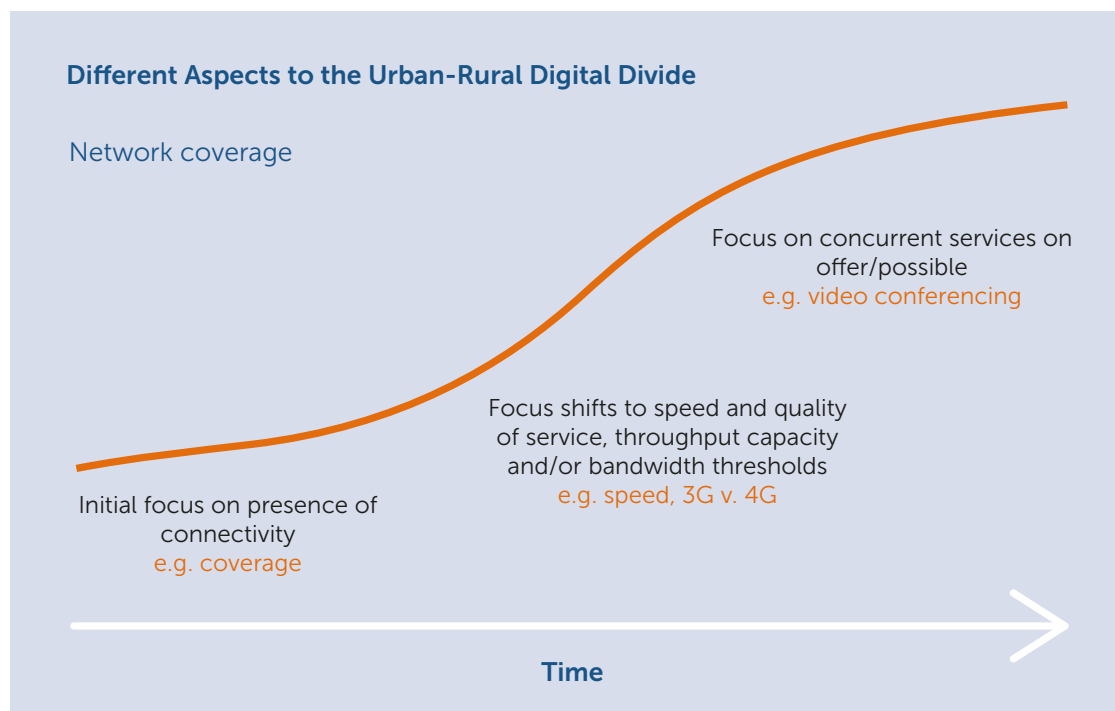 Different Aspects to the Urban-Rural Digital Divide
Network coverage
Focus on concurrent services on
offer/possible
e.g. video conferencing
Focus shifts to speed and quality
of service, throughput capacity
and/or bandwidth thresholds
e.g. speed, 3G v. 4G
Initial focus on presence of
connectivity
e.g. coverage
Time